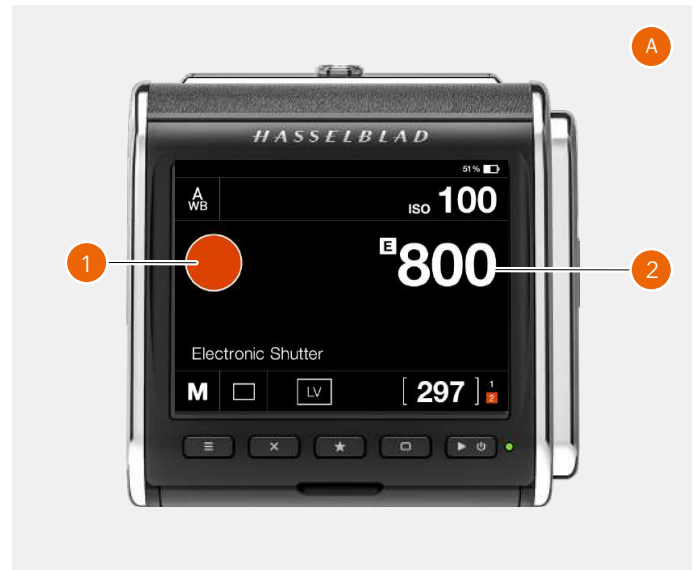 A
HASSELBLAD
51%
A
WB
ISO 100
1
E 800
2
Electronic Shutter
M
LV
[ 297 ]
1
2